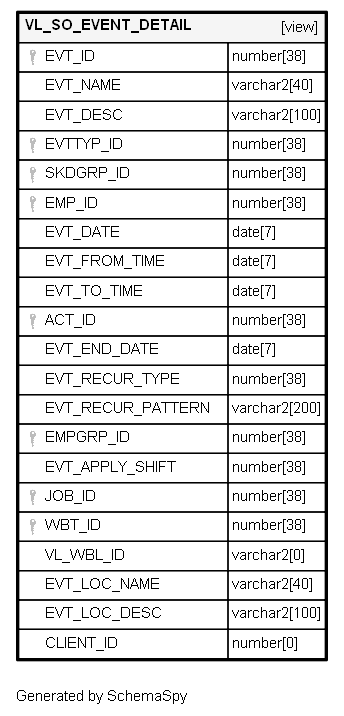 VL_SO_EVENT_DETAIL [view]
EVT_ID number[38]
EVT_NAME varchar2[40]
EVT_DESC varchar2[100]
EVTTYP_ID number[38]
SKDGRP_ID number[38]
EMP_ID number[38]
EVT_DATE date[7]
EVT_FROM_TIME date[7]
EVT_TO_TIME date[7]
ACT_ID number[38]
EVT_END_DATE date[7]
EVT_RECUR_TYPE number[38]
EVT_RECUR_PATTERN varchar2[200]
EMPGRP_ID number[38]
EVT_APPLY_SHIFT number[38]
JOB_ID number[38]
WBT_ID number[38]
VL_WBL_ID varchar2[0]
EVT_LOC_NAME varchar2[40]
EVT_LOC_DESC varchar2[100]
CLIENT_ID number[0]
Generated by SchemaSpy